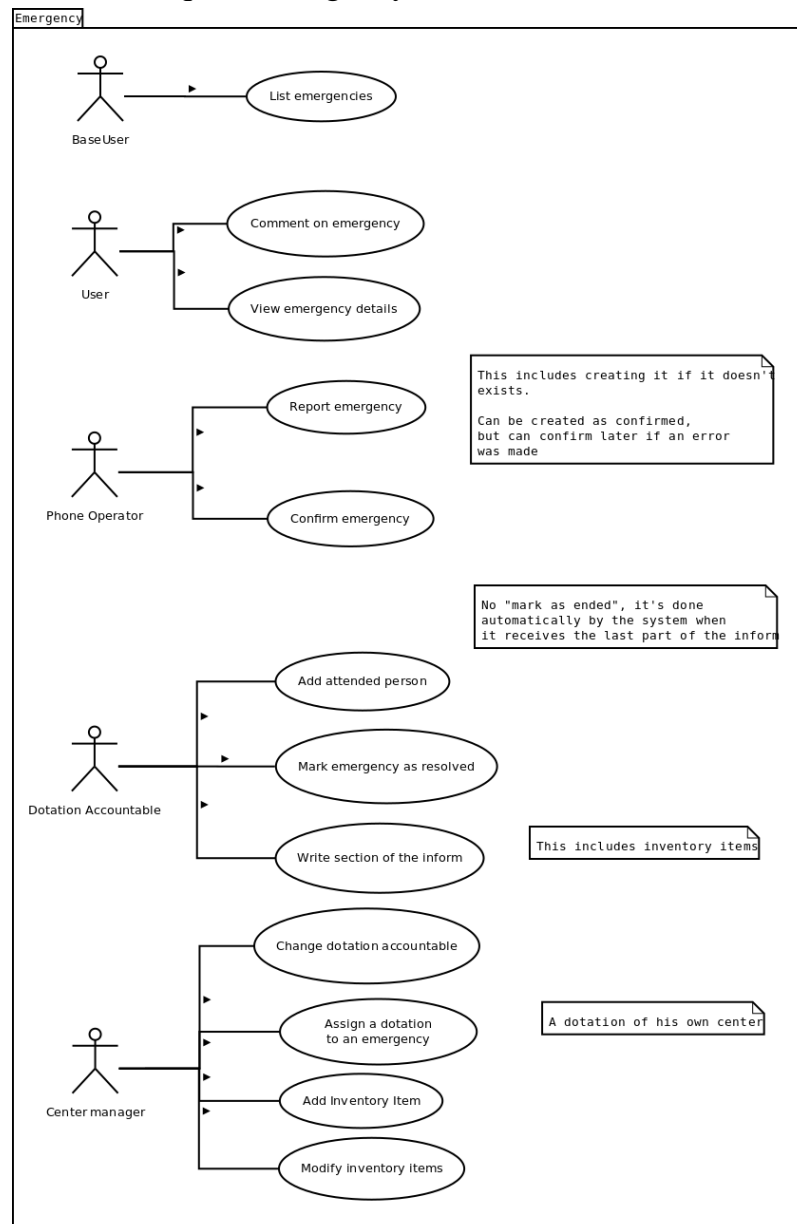 Emergency
List emergencies
BaseUser
Comment on emergency
User
View emergency details
This includes creating it if it doesn't
exists.
Can be created as confirmed,
but can confirm later if an error
was made
Report emergency
Phone Operator
Confirm emergency
No "mark as ended", it's done
automatically by the system when
it receives the last part of the inform
Add attended person
Mark emergency as resolved
Dotation Accountable
Write section of the inform
This includes inventory items
Change dotation accountable
Assign a dotation
to an emergency
A dotation of his own center
Center manager
Add Inventory Item
Modify inventory items